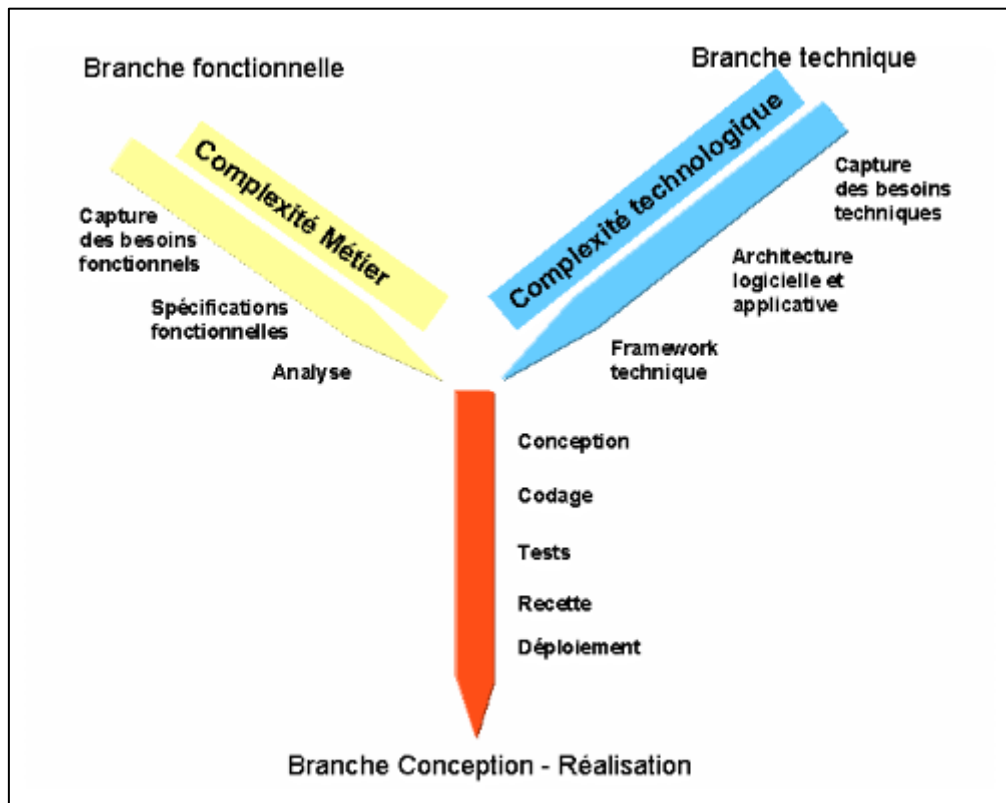 Branche fonctionnelle
Branche technique
Complexité Métier
Complexité technologique
Capture
des besoins
fonctionnels
Spécifications
fonctionnelles
Analyse
Capture
des besoins
techniques
Architecture
logicielle et
applicative
Framework
technique
Conception
Codage
Tests
Recette
Déploiement
Branche Conception - Réalisation